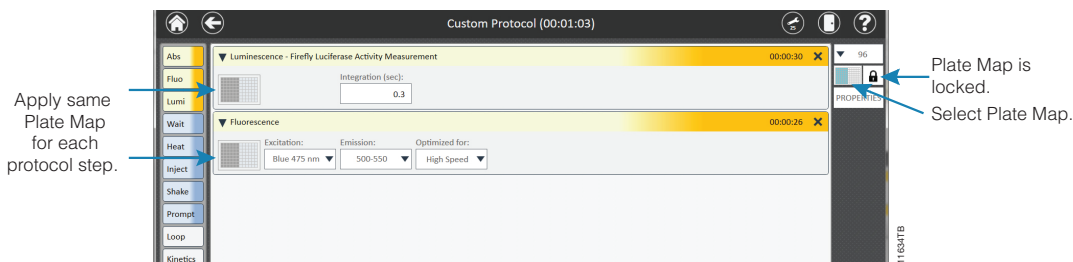 Custom Protocol (00:01:03)
25
?
Abs
Fluo
Lumi
Wait
Heat
Inject
Shake
Prompt
Loop
Kinetics
Luminescence - Firefly Luciferase Activity Measurement
00:00:30
Integration (sec):
0.3
Fluorescence
00:00:26
Excitation:
Emission:
Optimized for:
Blue 475 nm
500-550
High Speed
96
PROPERTIES
Apply same
Plate Map
for each
protocol step.
Plate Map is
locked.
Select Plate Map.
11634TB